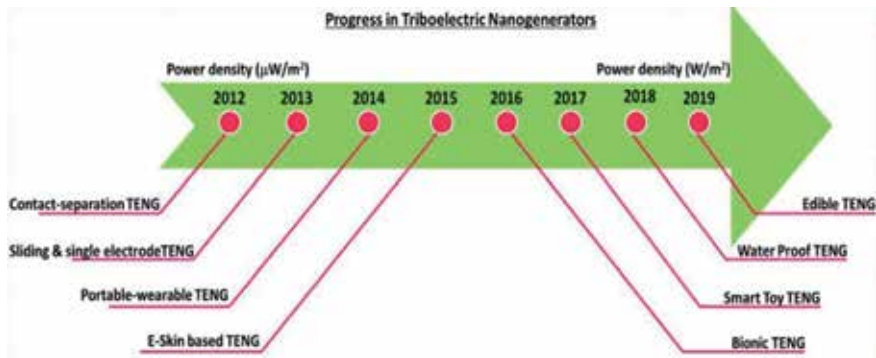 Progress in Triboelectric Nanogenerators
Power density (μW/m²)
Power density (W/m²)
2012 2013 2014 2015 2016 2017 2018 2019
Contact-separation TENG
Edible TENG
Sliding & single electrodeTENG
Water Proof TENG
Portable-wearable TENG
Smart Toy TENG
E-Skin based TENG
Bionic TENG